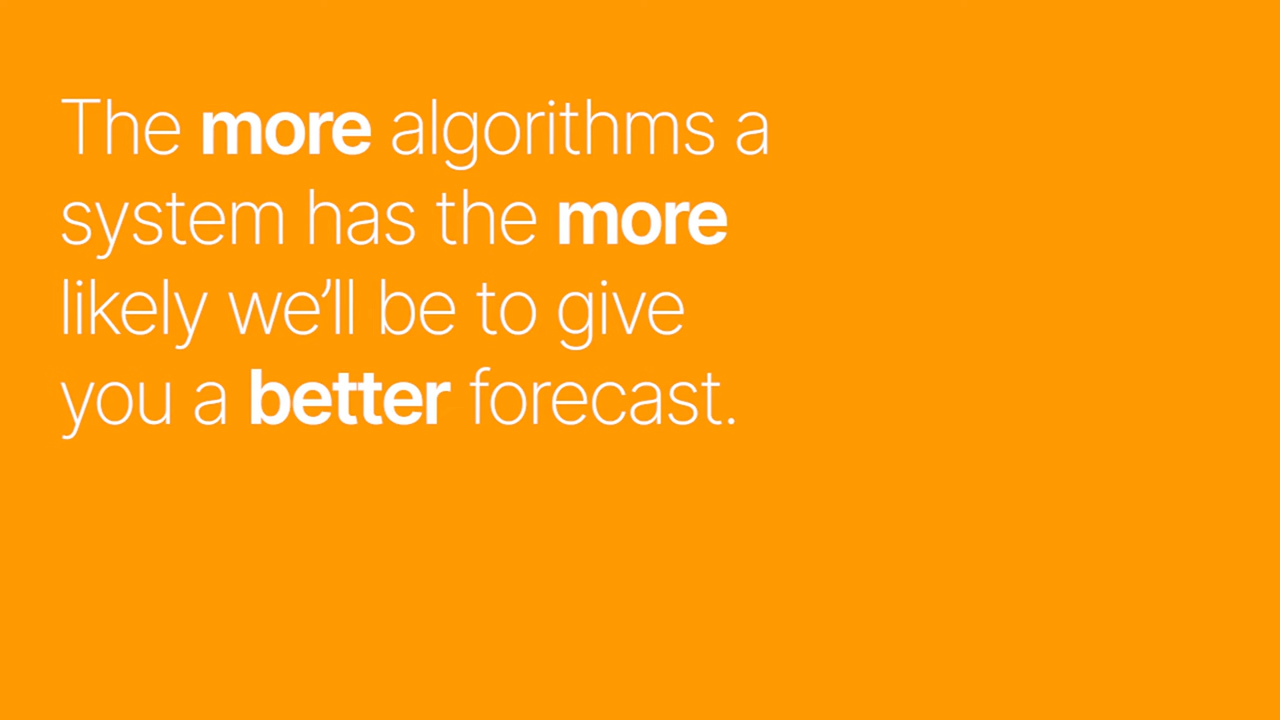 The more algorithms a
system has the more
likely we’ll be to give
you a better forecast.